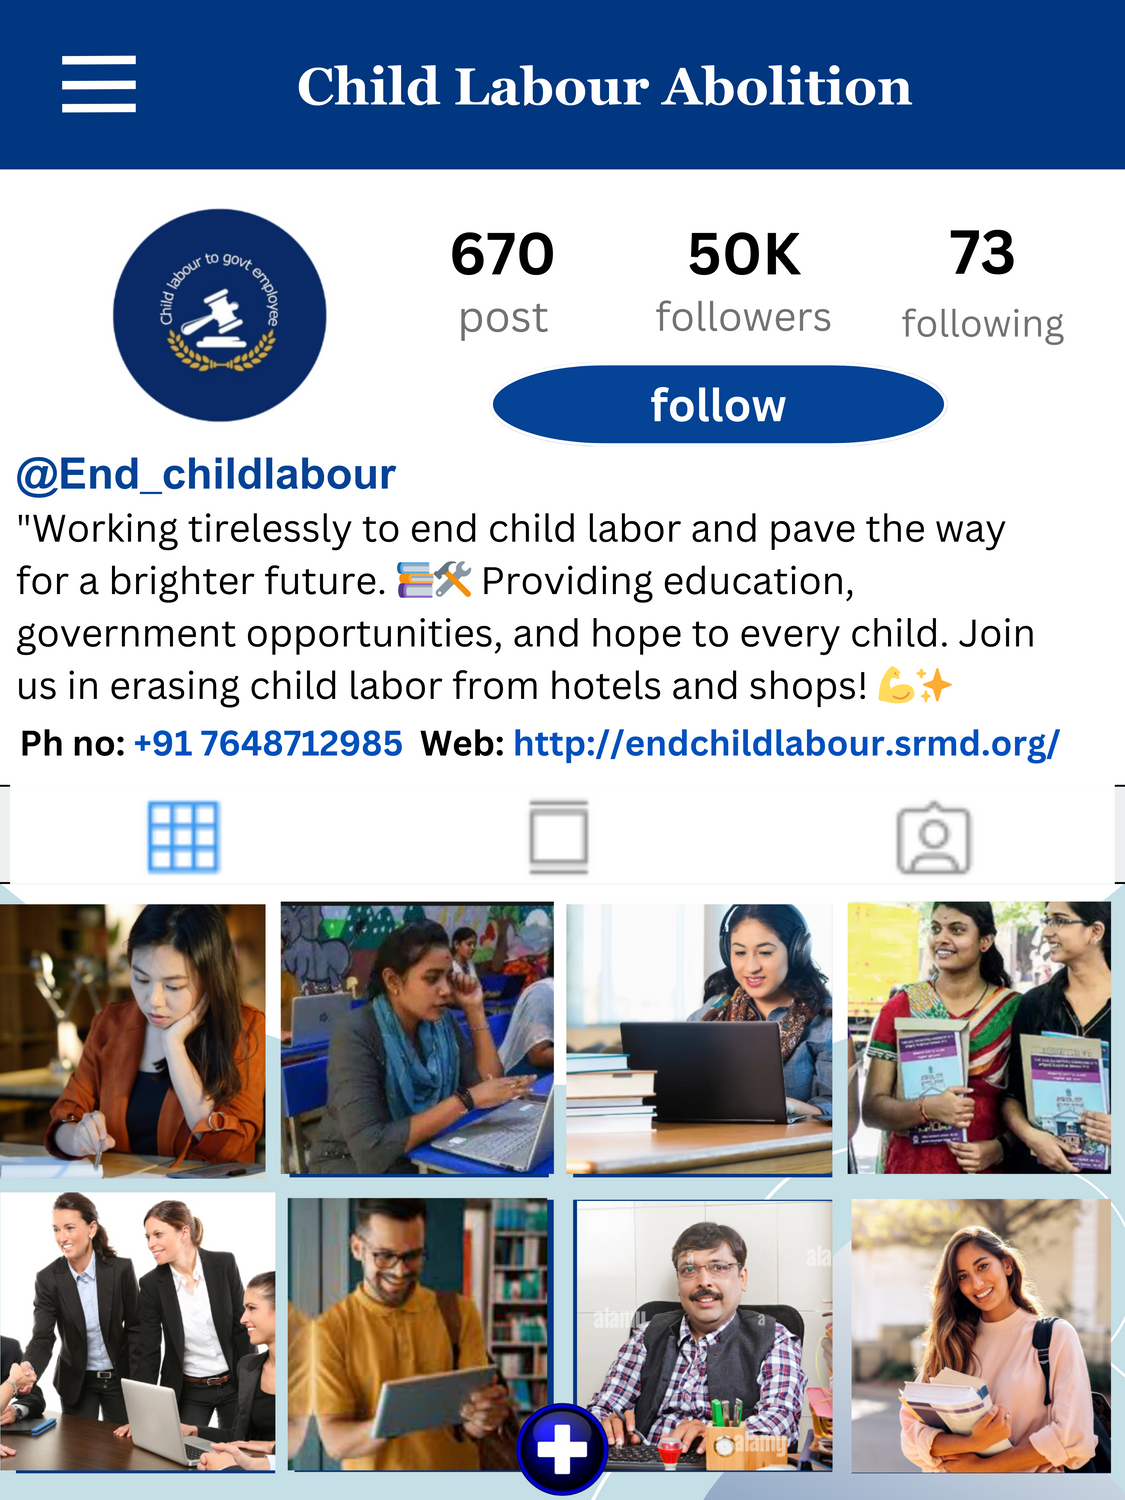 Child Labour Abolition
Child labour to govt employee
670
50K
73
post
followers
following
follow
@End_childlabour
"Working tirelessly to end child labor and pave the way
for a brighter future. 📚🛠️ Providing education,
government opportunities, and hope to every child. Join
us in erasing child labor from hotels and shops! 💪✨
Ph no: +91 7648712985 Web: http://endchildlabour.srmd.org/
alamy
a
ala
a
alamy